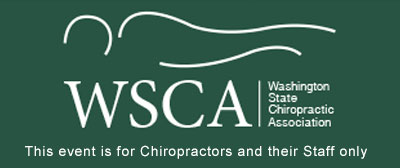 WSCA
Washington
State
Chiropractic
Association
This event is for Chiropractors and their Staff only